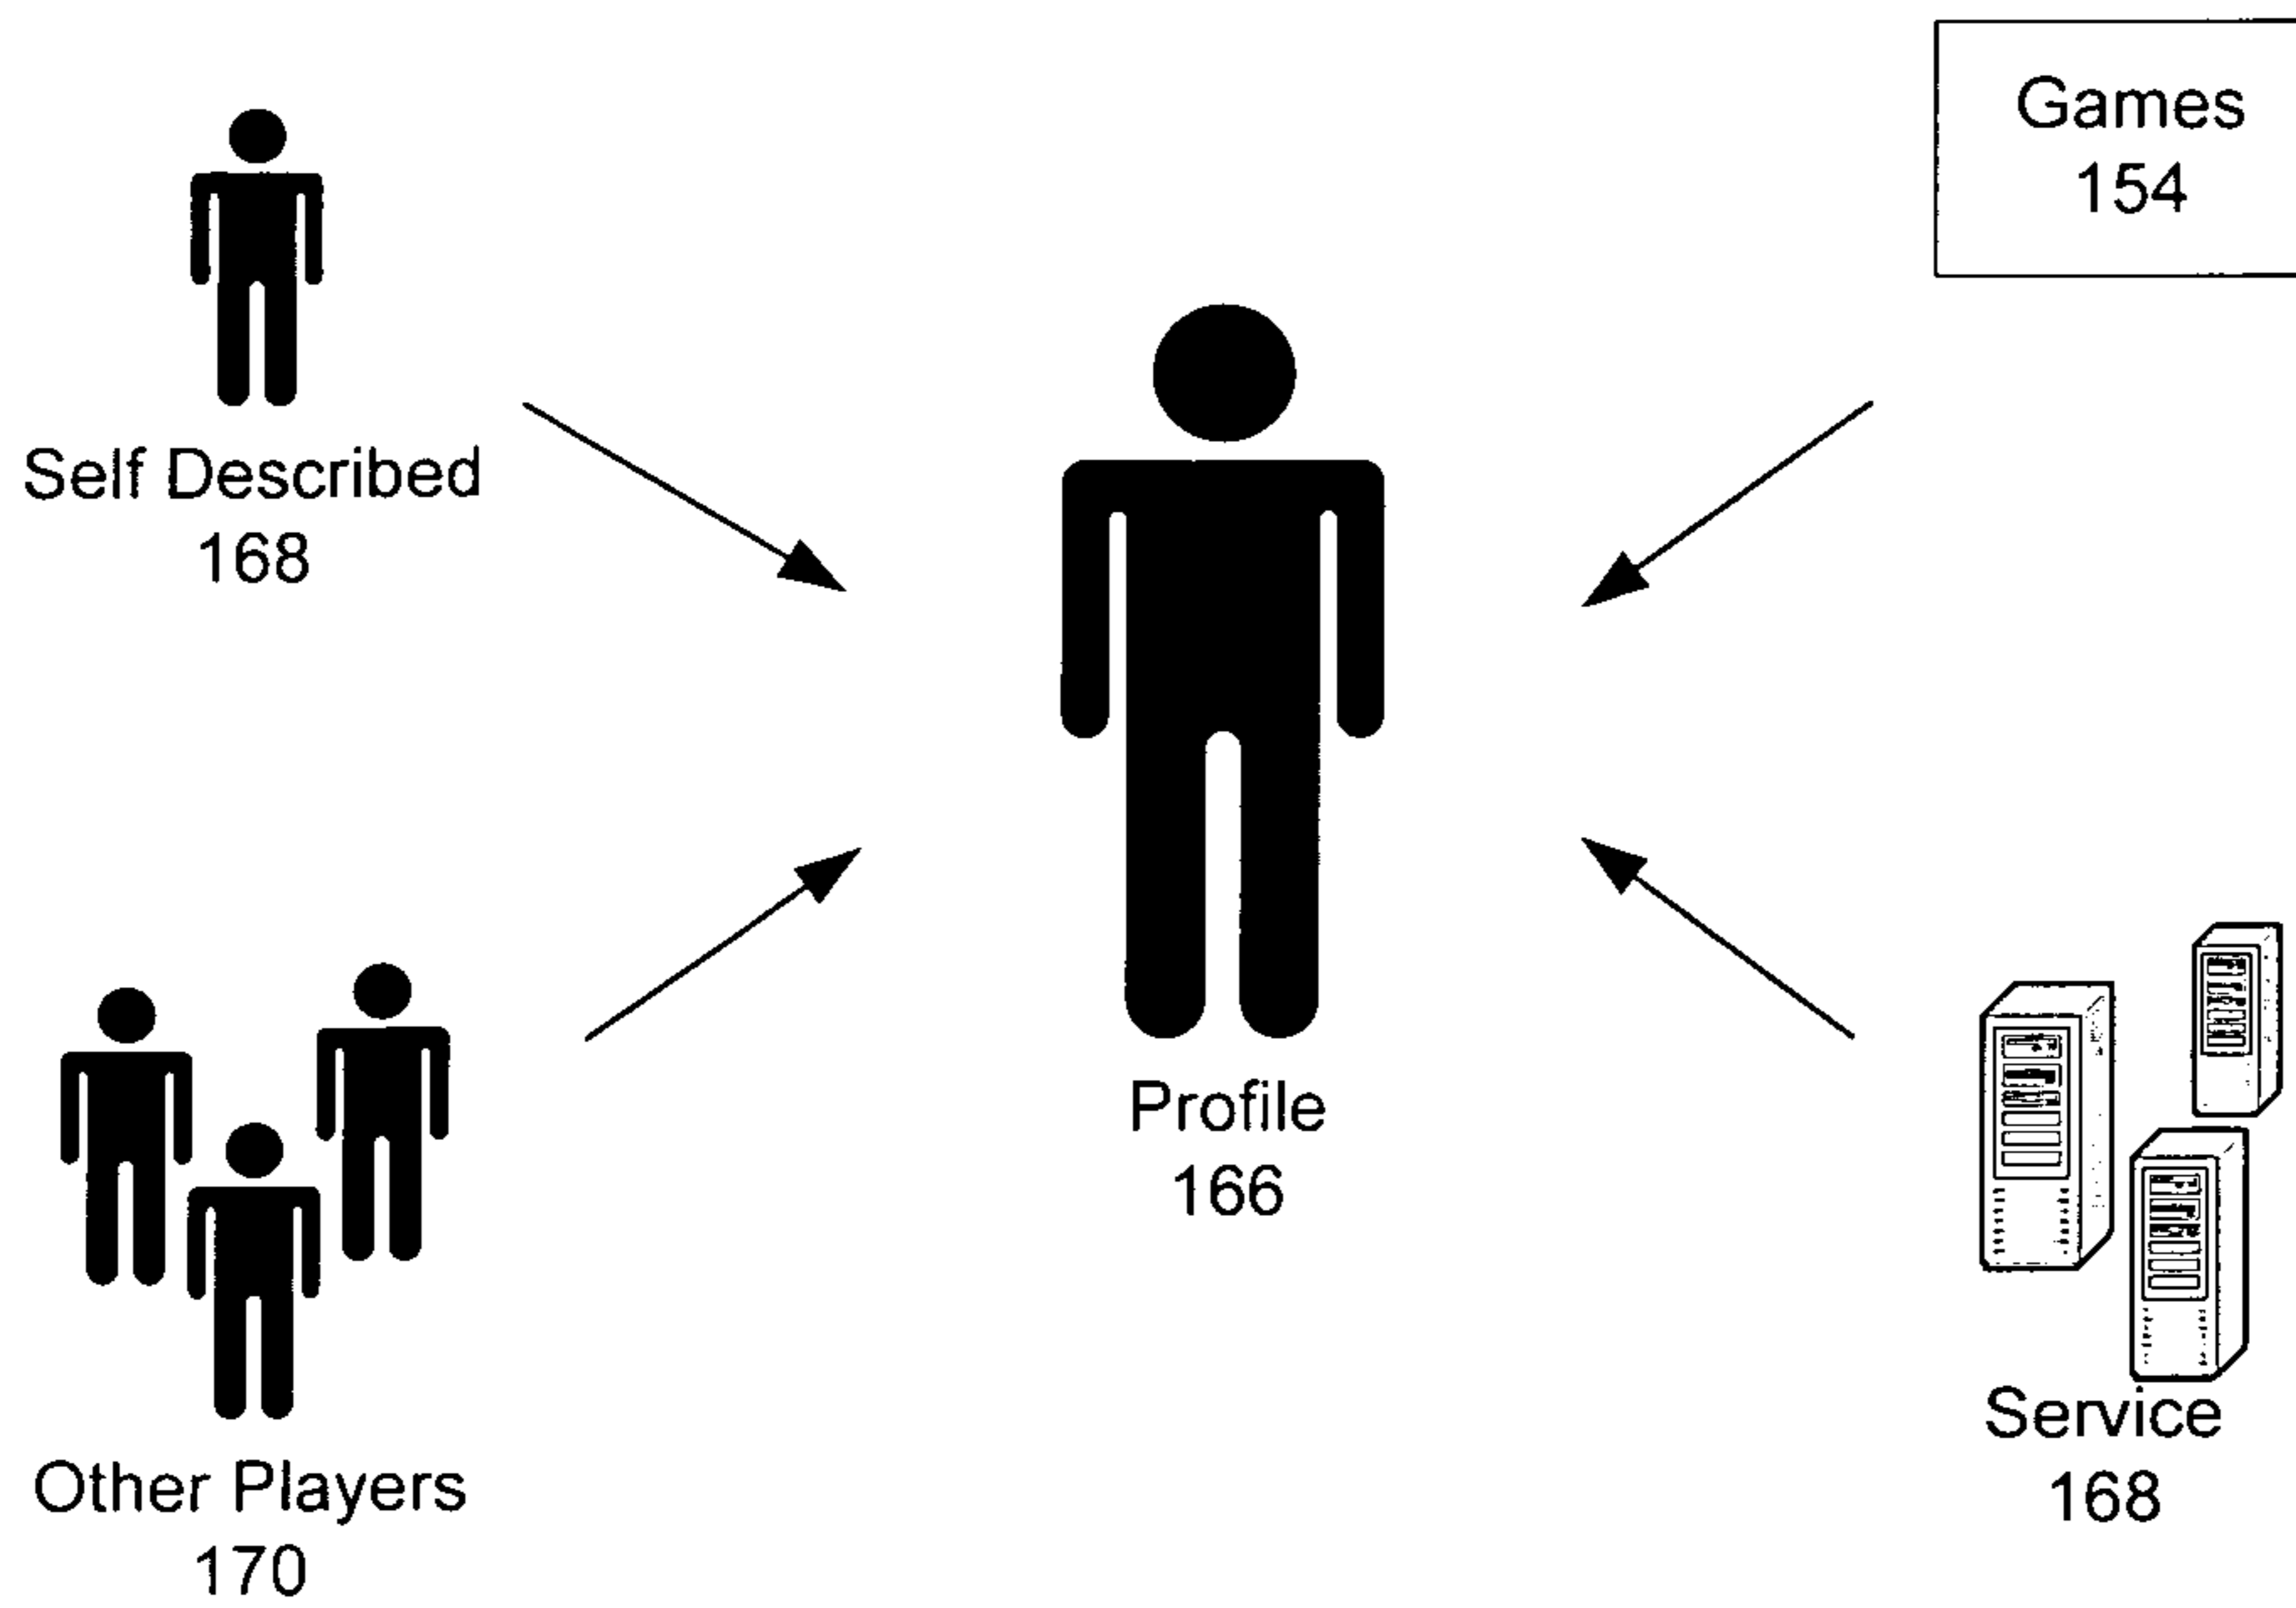 Games
154
Self Described
168
Profile
166
Service
168
Other Players
170